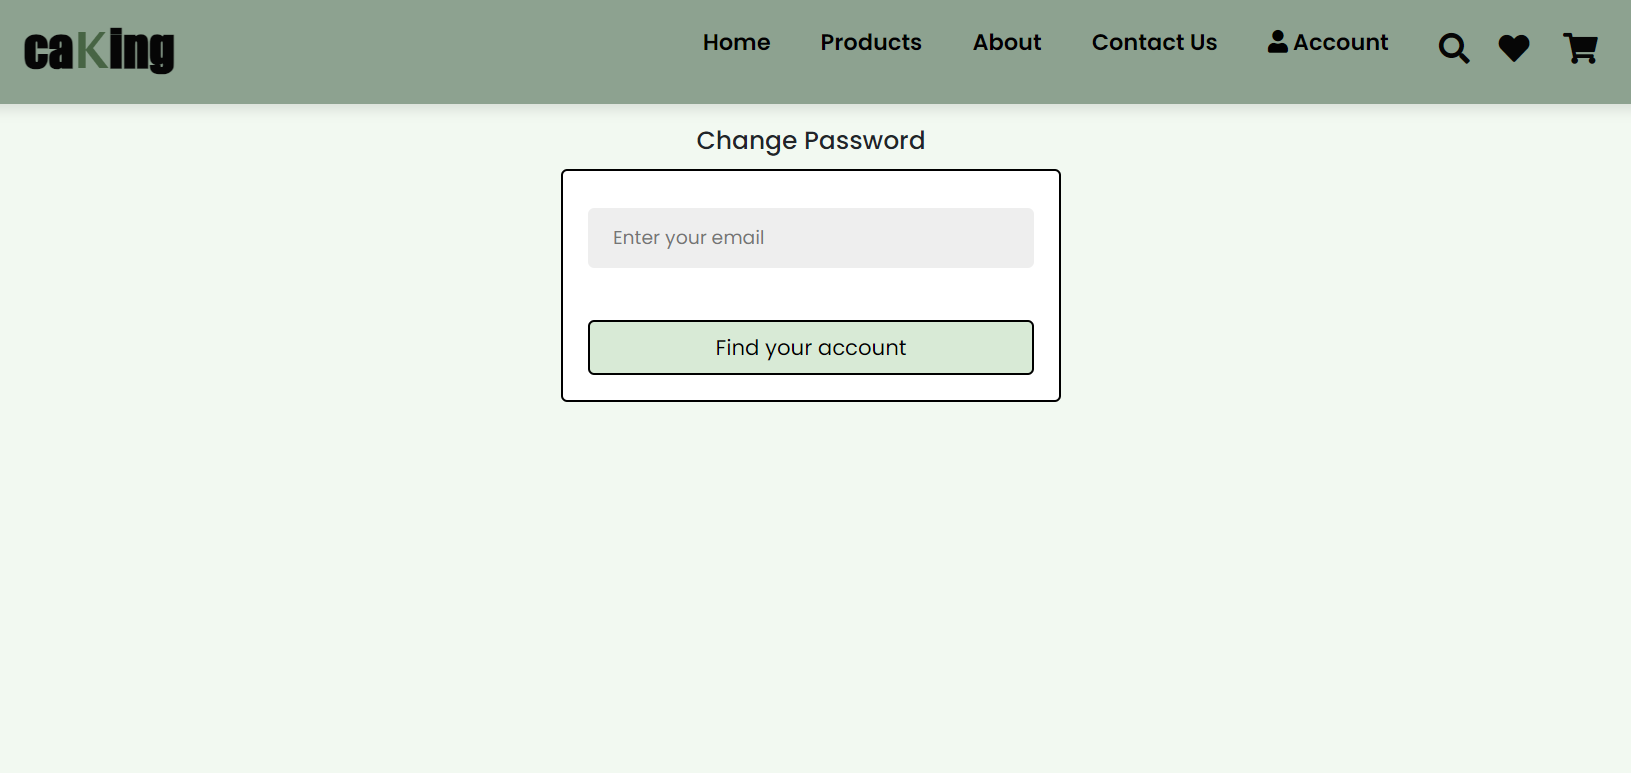 caKing
Home Products About Contact Us Account
Change Password
Enter your email
Find your account